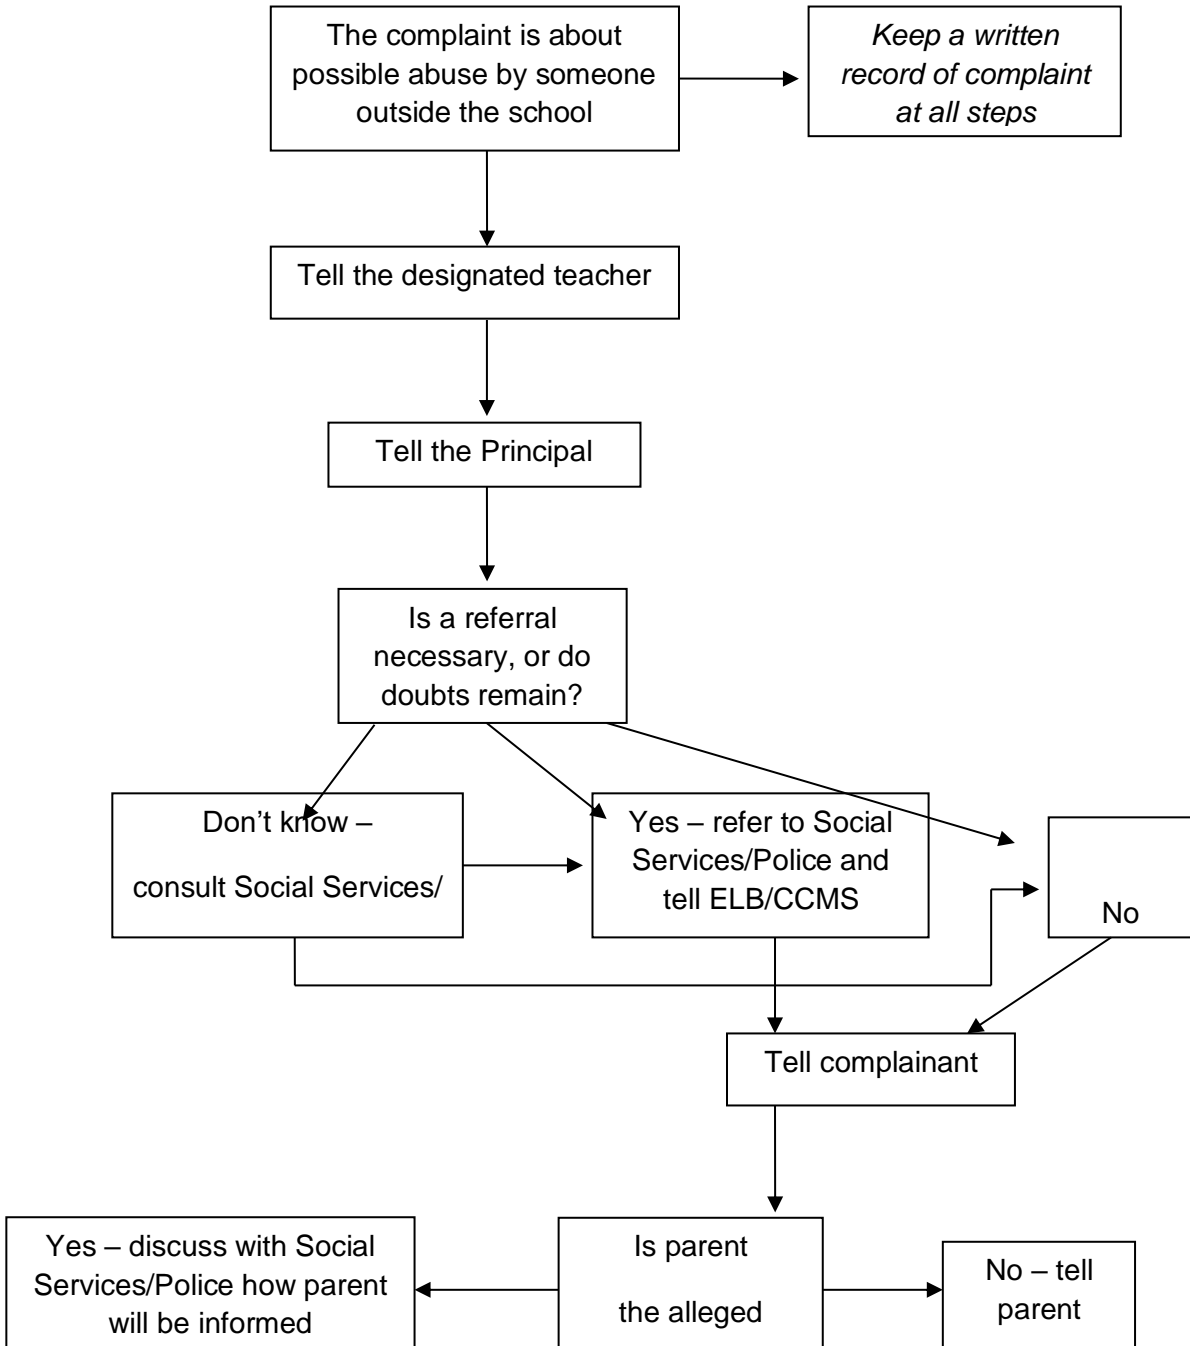 The complaint is about
possible abuse by someone
outside the school
Keep a written
record of complaint
at all steps
Tell the designated teacher
Tell the Principal
Is a referral
necessary, or do
doubts remain?
Don’t know –
consult Social Services/
Yes – refer to Social
Services/Police and
tell ELB/CCMS
No
Tell complainant
Yes – discuss with Social
Services/Police how parent
will be informed
Is parent
the alleged
No – tell
parent